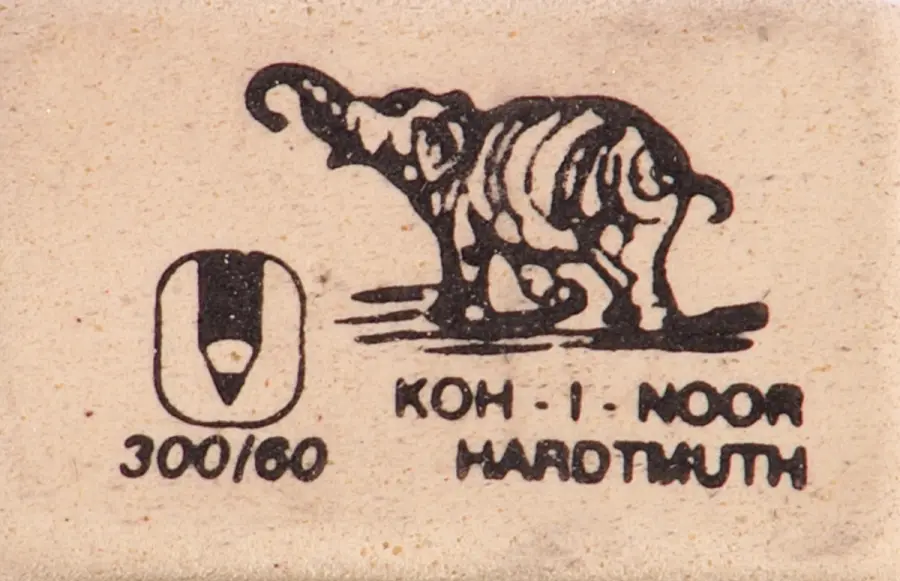 KOH - I - NOOR
HARDTMUTH
300/60